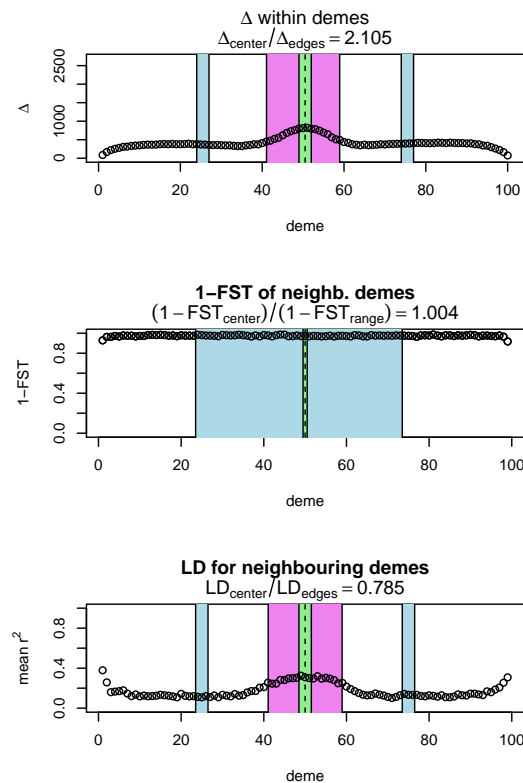 Δ within demes
Δcenter/Δedges = 2.105
Δ
2500
1000
0
0 20 40 60 80 100
deme
1−FST of neighb. demes
(1−FSTcenter)/(1−FSTrange) = 1.004
1−FST
0.8
0.4
0.0
0 20 40 60 80 100
deme
LD for neighbouring demes
LDcenter/LDedges = 0.785
mean r²
0.8
0.4
0.0
0 20 40 60 80 100
deme